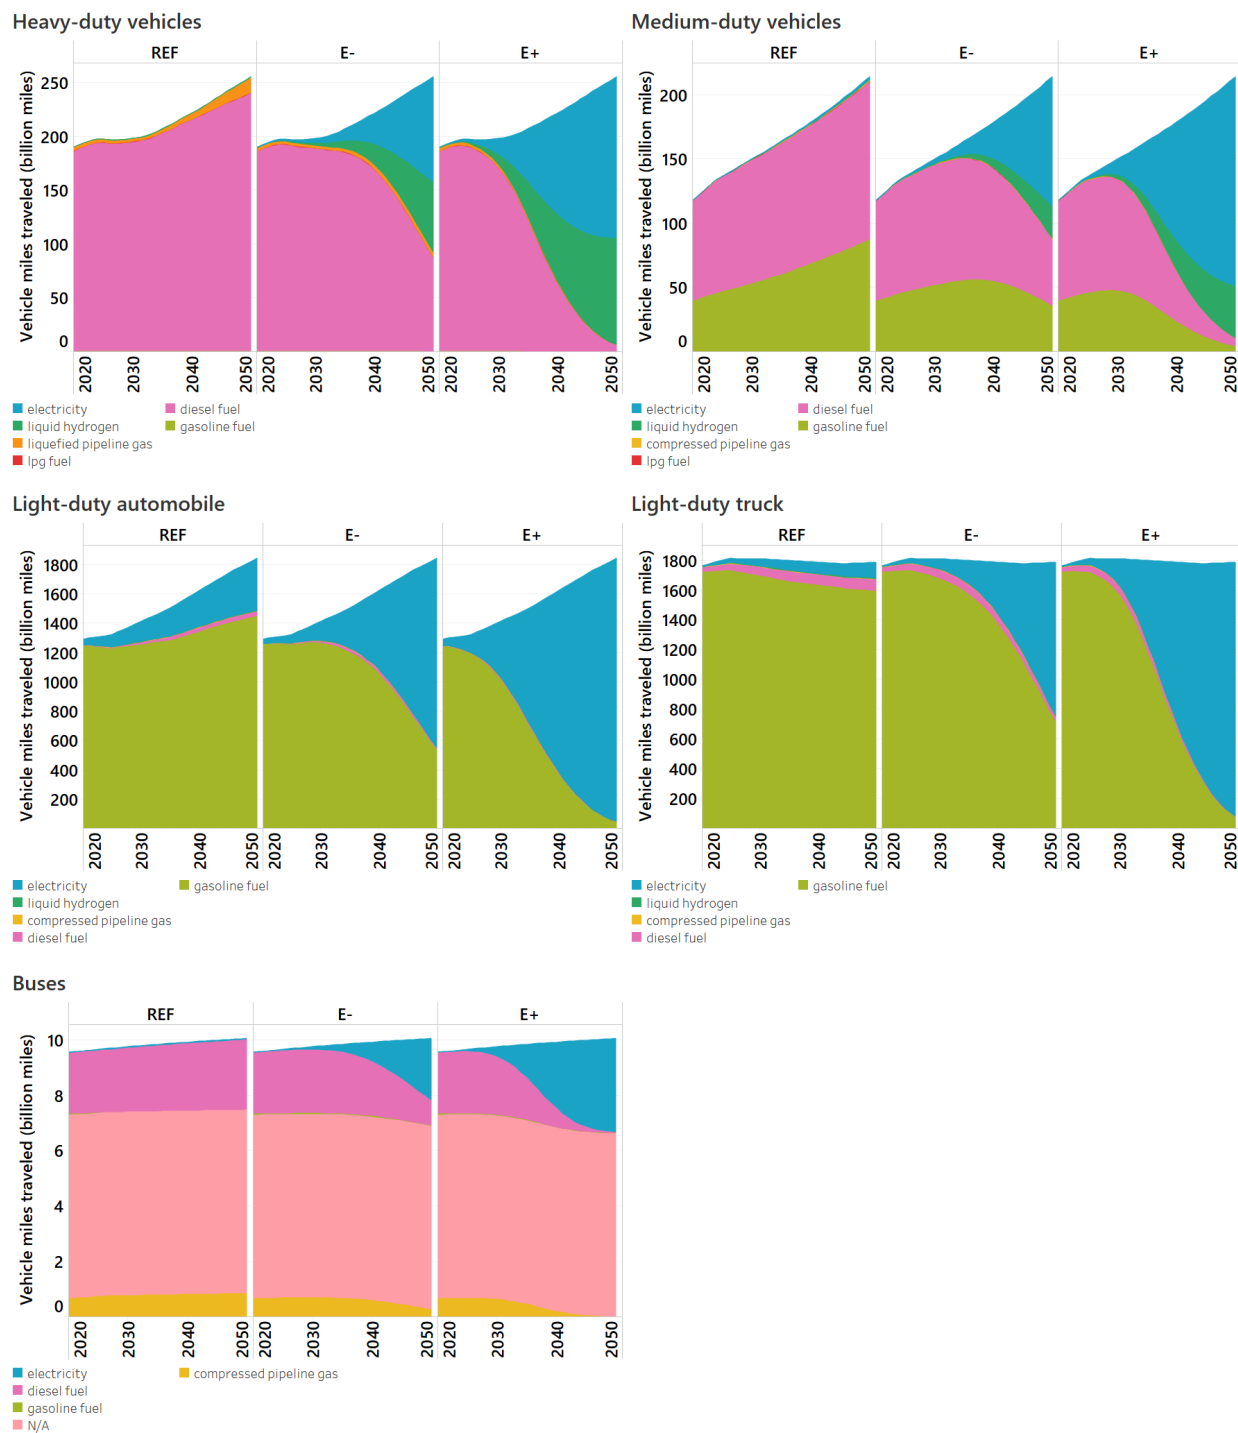 Heavy-duty vehicles
REF E- E+
Vehicle miles traveled (billion miles)
250
200
150
100
50
0
2020 2030 2040 2050 2020 2030 2040 2050 2020 2030 2040 2050
electricity diesel fuel
liquid hydrogen gasoline fuel
liquefied pipeline gas
lpg fuel
Medium-duty vehicles
REF E- E+
Vehicle miles traveled (billion miles)
200
150
100
50
0
2020 2030 2040 2050 2020 2030 2040 2050 2020 2030 2040 2050
electricity diesel fuel
liquid hydrogen gasoline fuel
compressed pipeline gas
lpg fuel
Light-duty automobile
REF E- E+
Vehicle miles traveled (billion miles)
1800
1600
1400
1200
1000
800
600
400
200
2020 2030 2040 2050 2020 2030 2040 2050 2020 2030 2040 2050
electricity gasoline fuel
liquid hydrogen
compressed pipeline gas
diesel fuel
Light-duty truck
REF E- E+
Vehicle miles traveled (billion miles)
1800
1600
1400
1200
1000
800
600
400
200
2020 2030 2040 2050 2020 2030 2040 2050 2020 2030 2040 2050
electricity gasoline fuel
liquid hydrogen
compressed pipeline gas
diesel fuel
Buses
REF E- E+
Vehicle miles traveled (billion miles)
10
8
6
4
2
0
2020 2030 2040 2050 2020 2030 2040 2050 2020 2030 2040 2050
electricity compressed pipeline gas
diesel fuel
gasoline fuel
N/A